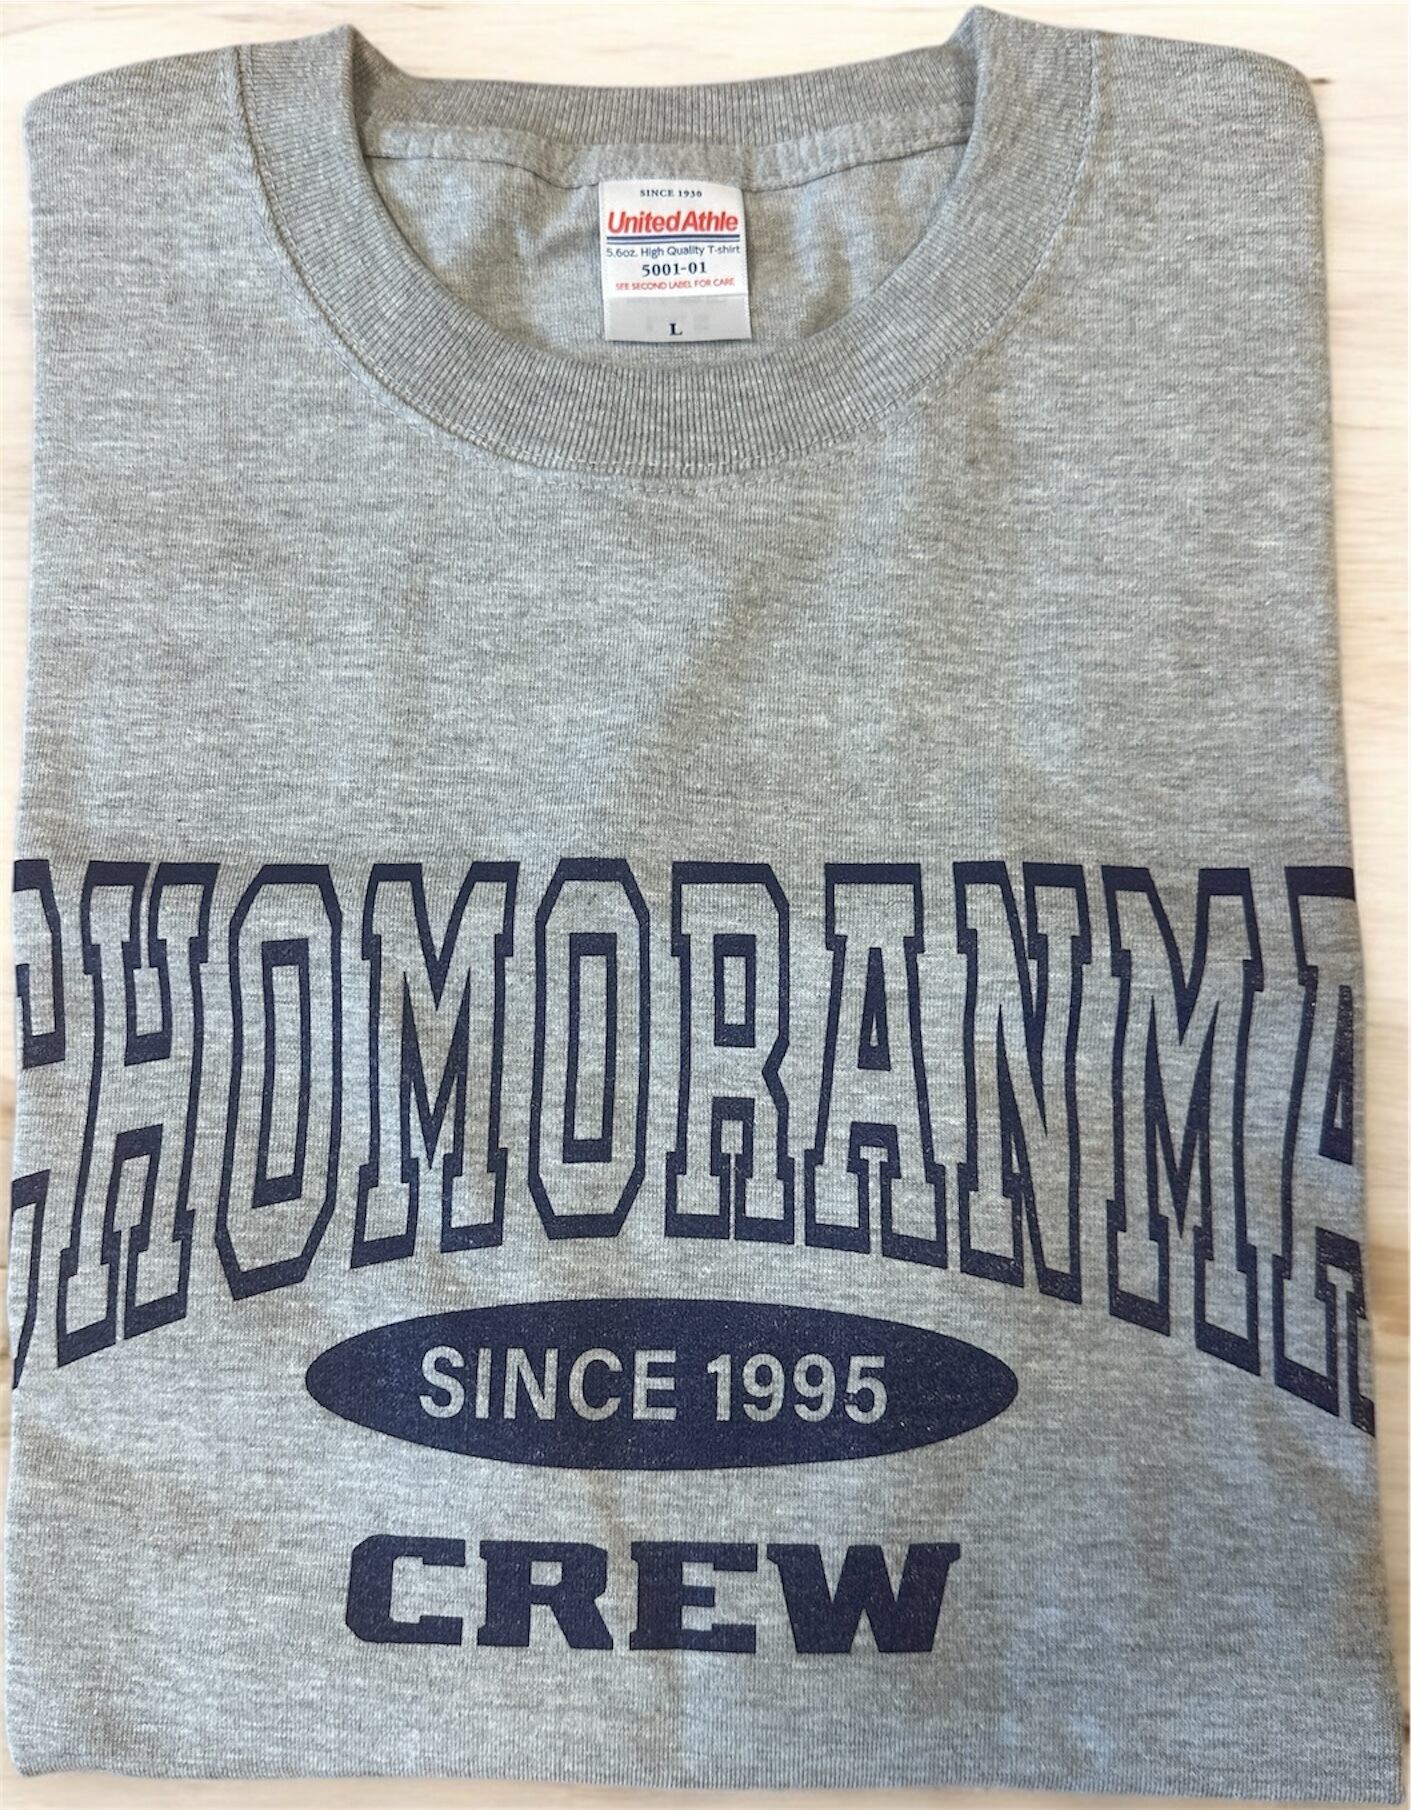 SINCE 1930
United Athle
5.6oz. High Quality T-shirt
5001-01
SEE SECOND LABEL FOR CARE
L
CHOMORANMA
SINCE 1995
CREW